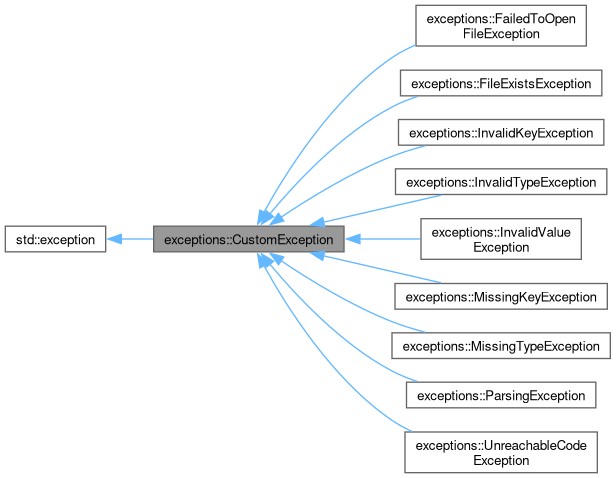 exceptions::FailedToOpen
FileException
exceptions::FileExistsException
exceptions::InvalidKeyException
exceptions::InvalidTypeException
std::exception
exceptions::CustomException
exceptions::InvalidValue
Exception
exceptions::MissingKeyException
exceptions::MissingTypeException
exceptions::ParsingException
exceptions::UnreachableCode
Exception